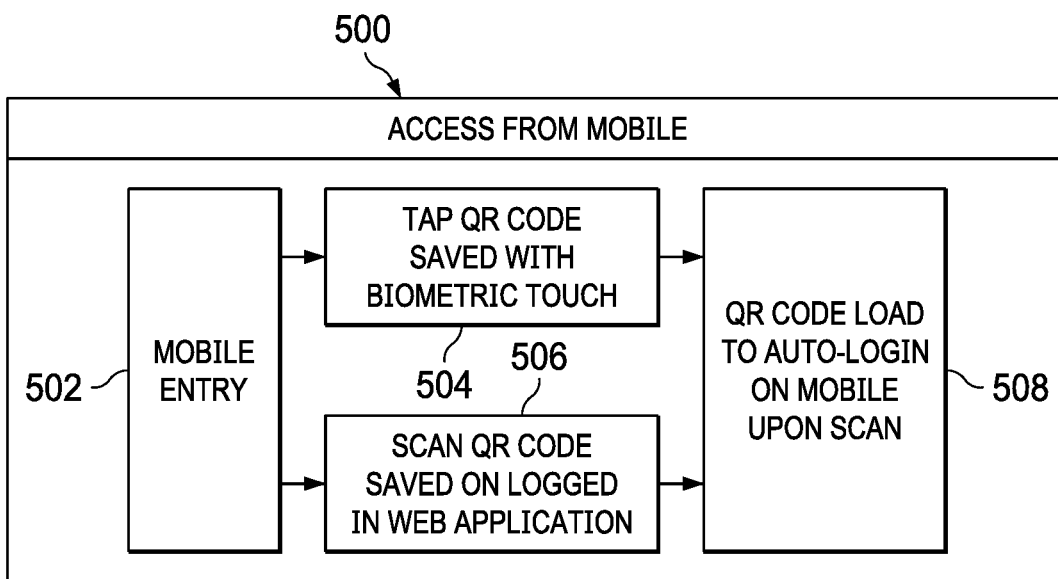 500
ACCESS FROM MOBILE
502
MOBILE
ENTRY
TAP QR CODE
SAVED WITH
BIOMETRIC TOUCH
504
506
SCAN QR CODE
SAVED ON LOGGED
IN WEB APPLICATION
QR CODE LOAD
TO AUTO-LOGIN
ON MOBILE
UPON SCAN
508